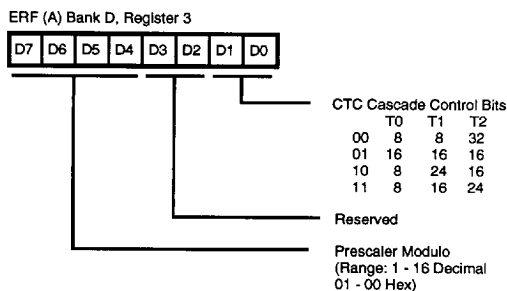 ERF (A) Bank D, Register 3
D7 D6 D5 D4 D3 D2 D1 D0
CTC Cascade Control Bits
T0 T1 T2
00 8 8 32
01 16 16 16
10 8 24 16
11 8 16 24
Reserved
Prescaler Modulo
(Range: 1 - 16 Decimal
01 - 00 Hex)